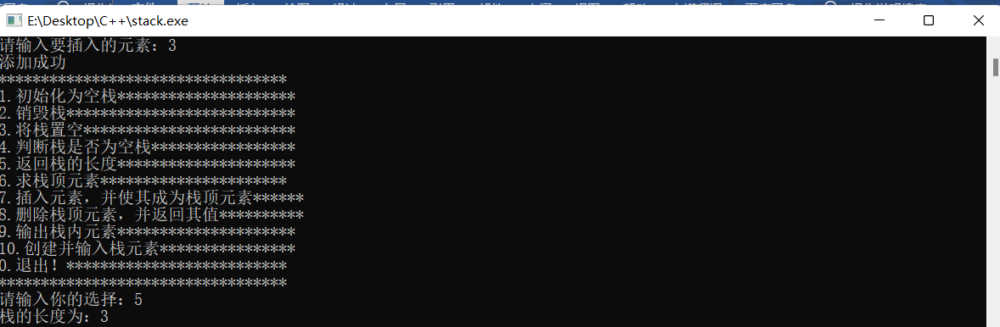 E:\Desktop\C++\stack.exe
请输入要插入的元素：3
添加成功
**********************************
1.初始化为空栈*********************
2.销毁栈***************************
3.将栈置空*************************
4.判断栈是否为空栈*****************
5.返回栈的长度*********************
6.求栈顶元素**********************
7.插入元素，并使其成为栈顶元素******
8.删除栈顶元素，并返回其值**********
9.输出栈内元素*********************
10.创建并输入栈元素****************
0.退出！**************************
**********************************
请输入你的选择：5
栈的长度为：3